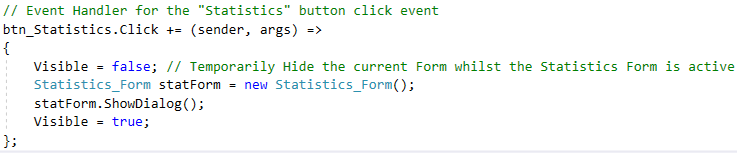 // Event Handler for the "Statistics" button click event
btn_Statistics.Click += (sender, args) =>
{
    Visible = false; // Temporarily Hide the current Form whilst the Statistics Form is active
    Statistics_Form statForm = new Statistics_Form();
    statForm.ShowDialog();
    Visible = true;
};